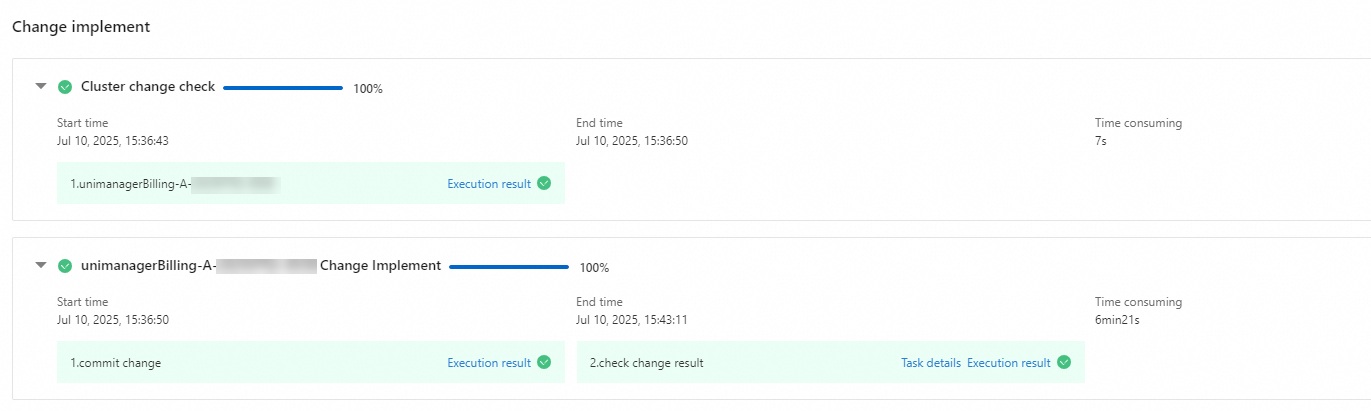 Change implement
Cluster change check 100%
Start time End time Time consuming
Jul 10, 2025, 15:36:43 Jul 10, 2025, 15:36:50 7s
1.unimanagerBilling-A- Execution result
unimanagerBilling-A- Change Implement 100%
Start time End time Time consuming
Jul 10, 2025, 15:36:50 Jul 10, 2025, 15:43:11 6min21s
1.commit change Execution result 2.check change result Task details Execution result